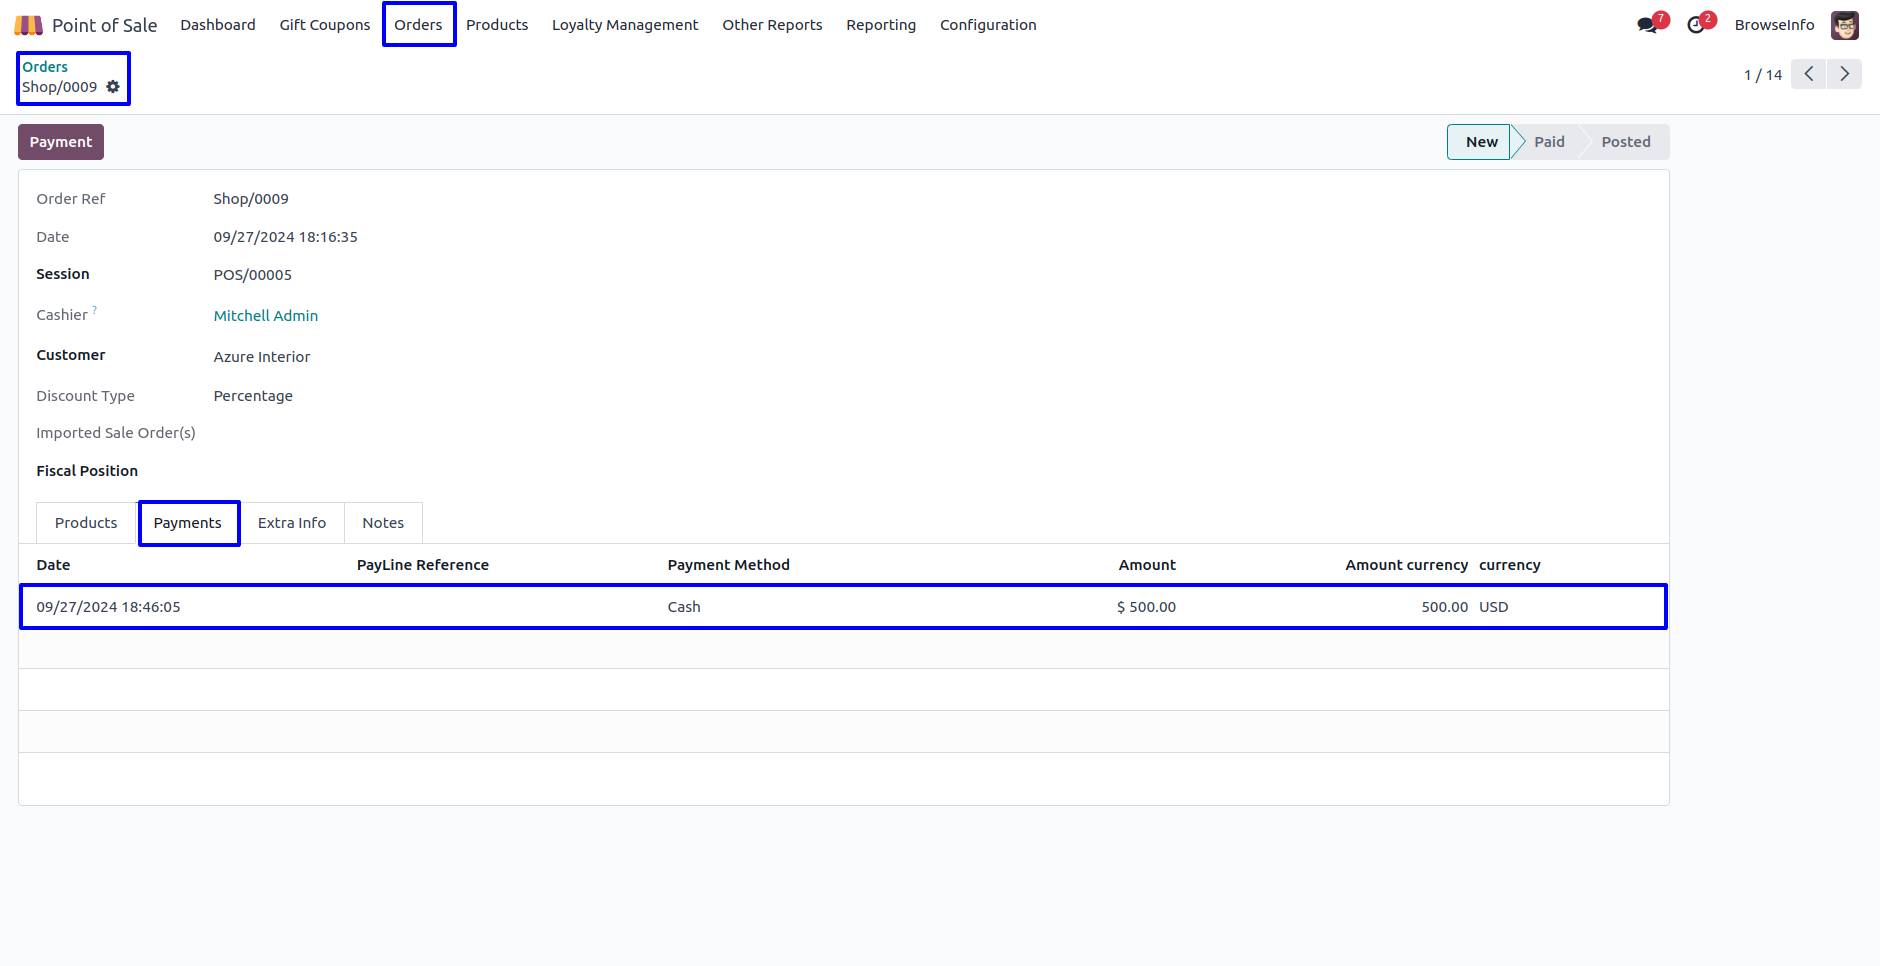 Point of Sale Dashboard Gift Coupons Orders Products Loyalty Management Other Reports Reporting Configuration 7 2 BrowseInfo
Orders
Shop/0009
1 / 14
Payment
New Paid Posted
Order Ref Shop/0009
Date 09/27/2024 18:16:35
Session POS/00005
Cashier ? Mitchell Admin
Customer Azure Interior
Discount Type Percentage
Imported Sale Order(s)
Fiscal Position
Products Payments Extra Info Notes
Date PayLine Reference Payment Method Amount Amount currency currency
09/27/2024 18:46:05 Cash $ 500.00 500.00 USD